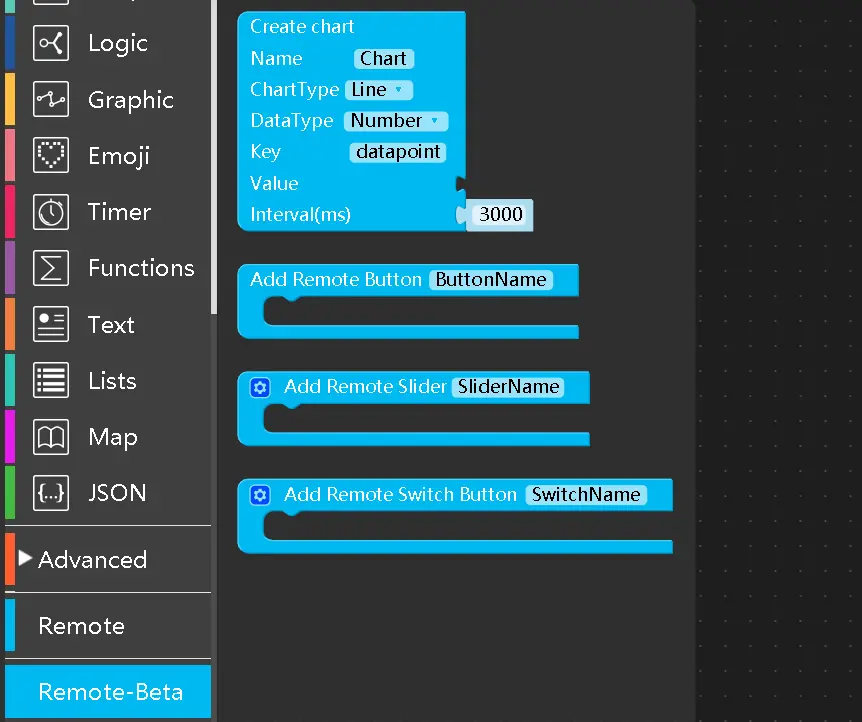 Logic
Graphic
Emoji
Timer
Functions
Text
Lists
Map
JSON
Advanced
Remote
Remote-Beta
Create chart
Name Chart
ChartType Line
DataType Number
Key datapoint
Value
Interval(ms) 3000
Add Remote Button ButtonName
Add Remote Slider SliderName
Add Remote Switch Button SwitchName